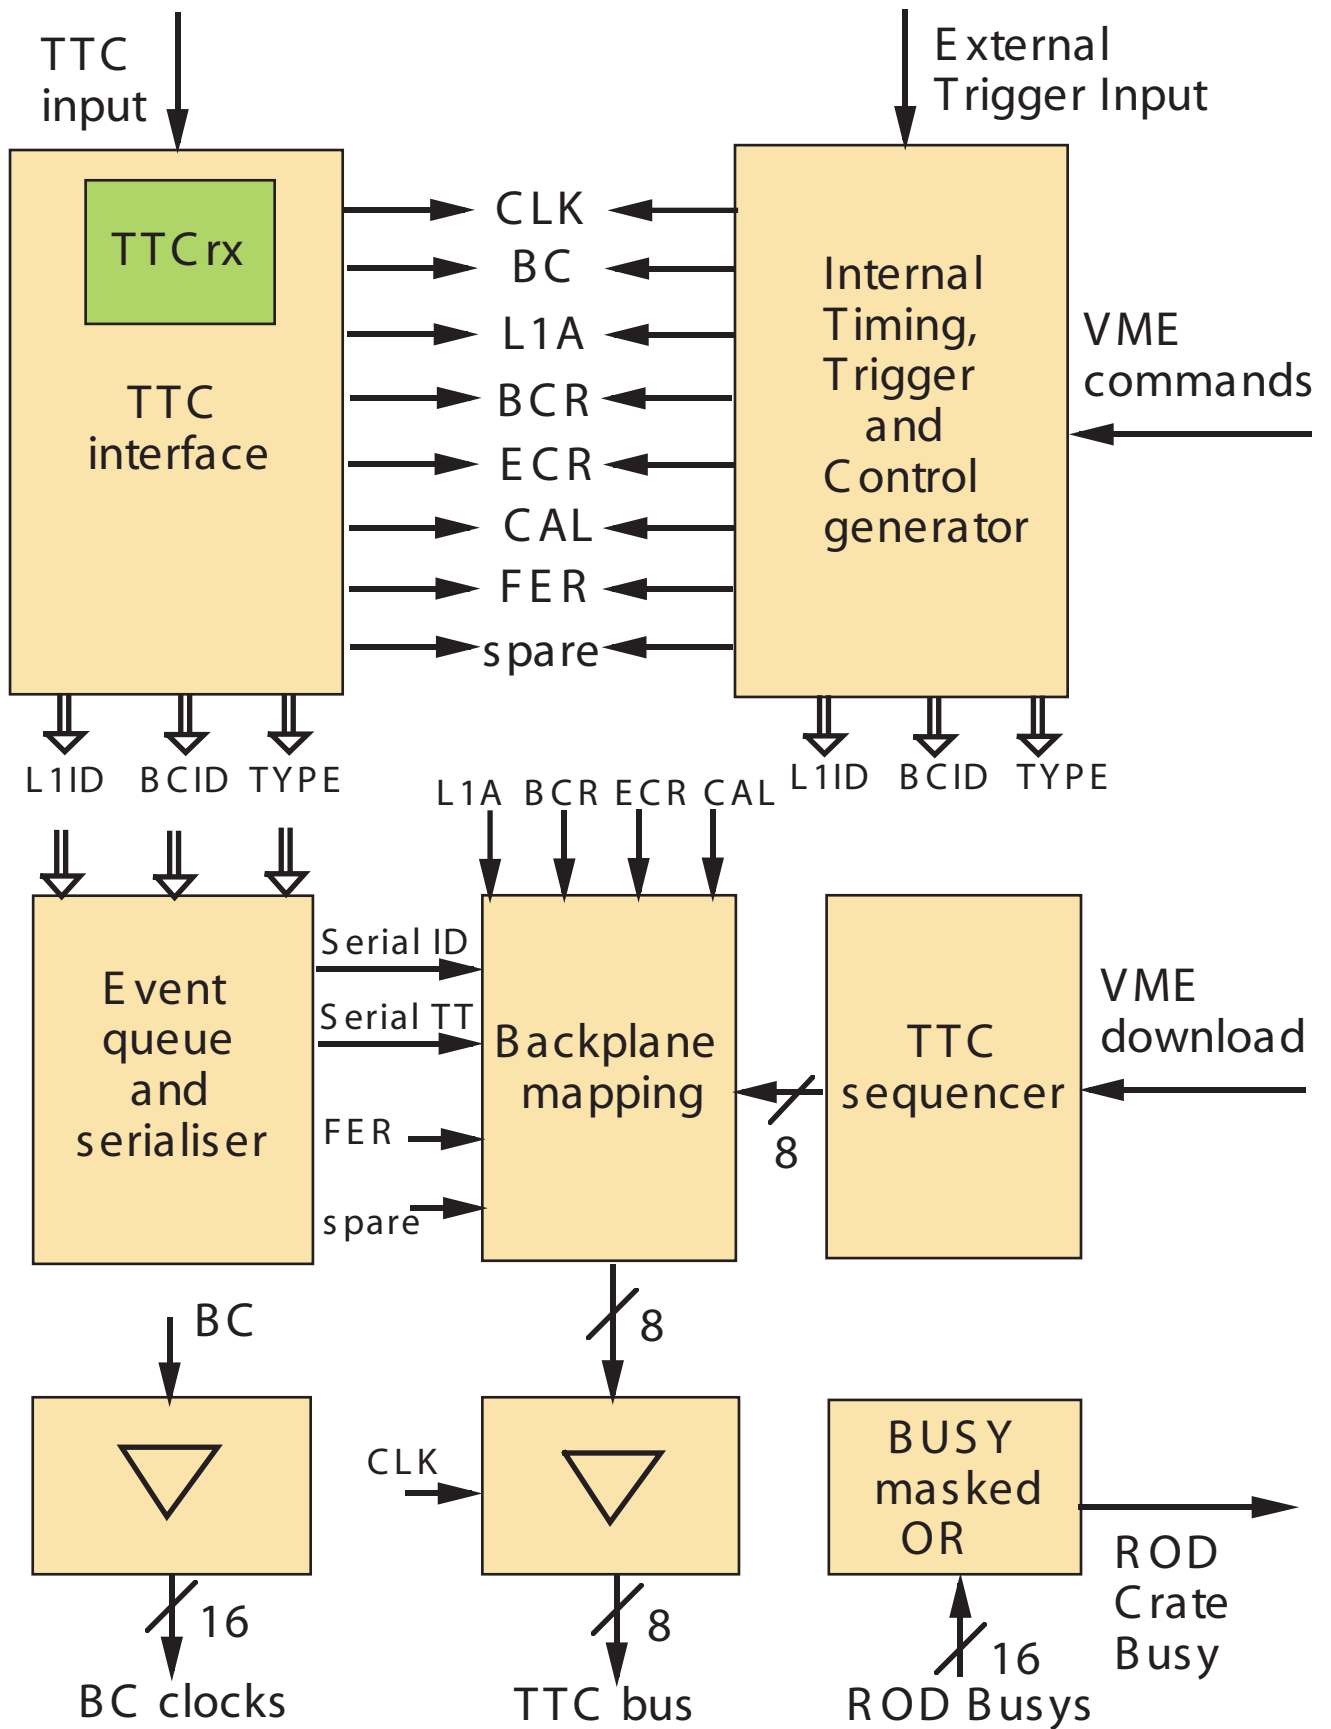 TTC
input
External
Trigger Input
TTCrx
TTC
interface
CLK
BC
L1A
BCR
ECR
CAL
FER
spare
Internal
Timing,
Trigger
and
Control
generator
VME
commands
L1ID BCID TYPE
L1ID BCID TYPE
L1A BCR ECR CAL
Event
queue
and
serialiser
Serial ID
Serial TT
FER
spare
Backplane
mapping
8
TTC
sequencer
VME
download
BC
8
CLK
BUSY
masked
OR
ROD
Crate
Busy
16
8
16
BC clocks
TTC bus
ROD Busys